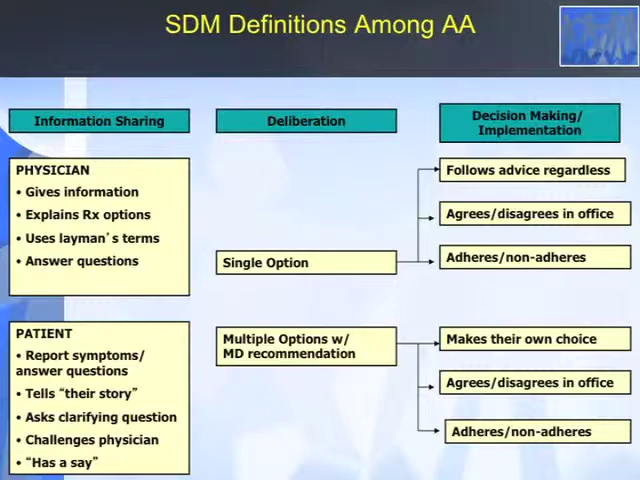 SDM Definitions Among AA
Information Sharing
Deliberation
Decision Making/
Implementation
PHYSICIAN
• Gives information
• Explains Rx options
• Uses layman's terms
• Answer questions
Single Option
Follows advice regardless
Agrees/disagrees in office
Adheres/non-adheres
PATIENT
• Report symptoms/
answer questions
• Tells “their story”
• Asks clarifying question
• Challenges physician
• “Has a say”
Multiple Options w/
MD recommendation
Makes their own choice
Agrees/disagrees in office
Adheres/non-adheres